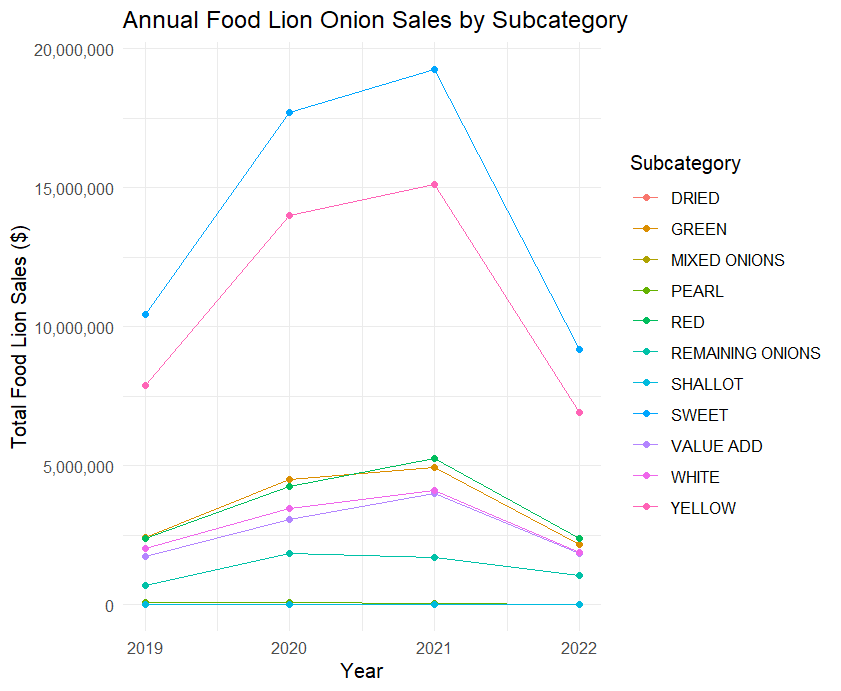 Annual Food Lion Onion Sales by Subcategory
Total Food Lion Sales ($)
20,000,000
15,000,000
10,000,000
5,000,000
0
2019 2020 2021 2022
Year
Subcategory
DRIED
GREEN
MIXED ONIONS
PEARL
RED
REMAINING ONIONS
SHALLOT
SWEET
VALUE ADD
WHITE
YELLOW